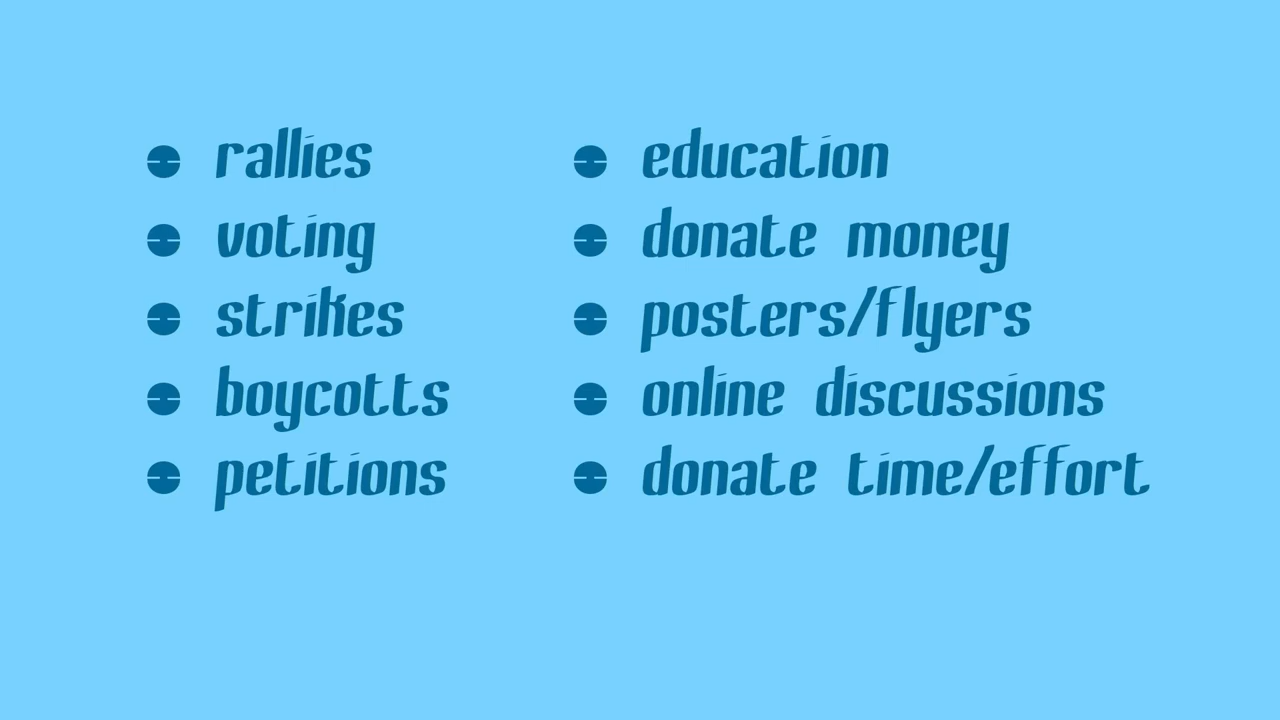 rallies
voting
strikes
boycotts
petitions
education
donate money
posters/flyers
online discussions
donate time/effort